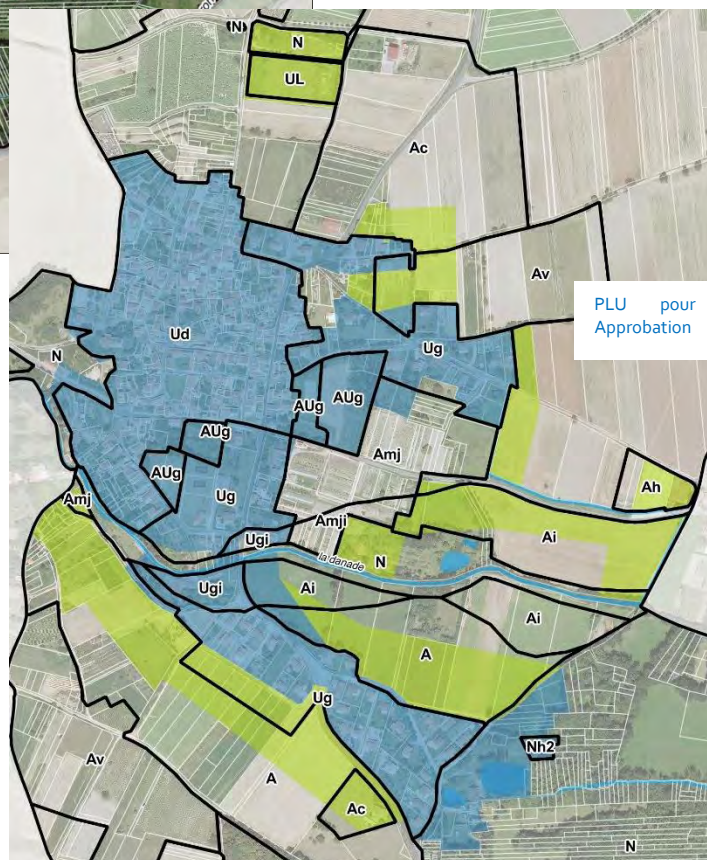 N
N
UL
Ac
Av
PLU pour
Approbation
Ud
N
Ug
AUg
AUg
AUg
AUg
Amj
Ug
Ah
Amj
Amji
Ugi
Ai
la danade
N
Ugi
Ai
Ai
A
Ug
Nh2
Av
A
Ac
N